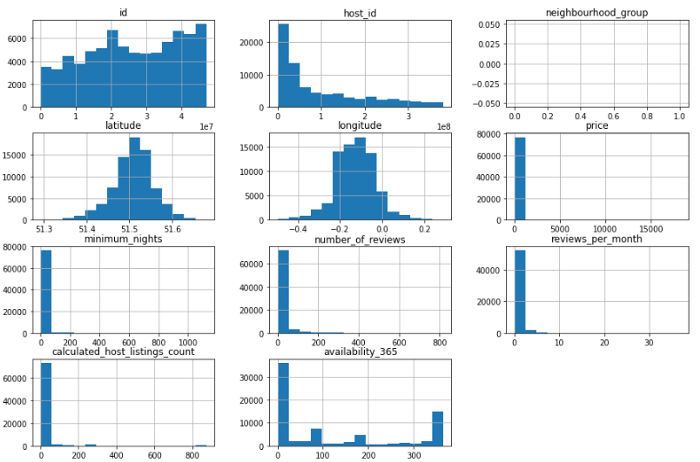 id host_id neighbourhood_group
6000 4000 2000 0
0 1 2 3 4
1e7
20000 10000 0
0 1 2 3
1e8
0.050 0.025 0.000 −0.025 −0.050
0.0 0.2 0.4 0.6 0.8 1.0
latitude longitude price
15000 10000 5000 0
51.3 51.4 51.5 51.6
15000 10000 5000 0
−0.4 −0.2 0.0 0.2
80000 60000 40000 20000 0
0 5000 10000 15000
minimum_nights number_of_reviews reviews_per_month
80000 60000 40000 20000 0
0 200 400 600 800 1000
60000 40000 20000 0
0 200 400 600 800
40000 20000 0
0 10 20 30
calculated_host_listings_count availability_365
60000 40000 20000 0
0 200 400 600 800
30000 20000 10000 0
0 100 200 300